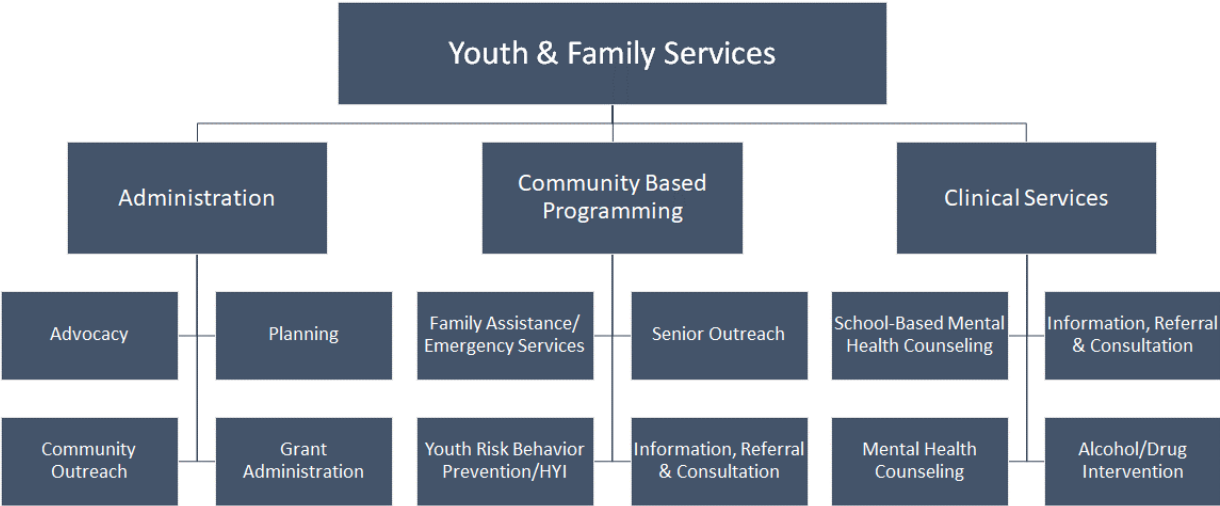 Youth & Family Services
Administration
Community Based
Programming
Clinical Services
Advocacy
Planning
Community
Outreach
Grant
Administration
Family Assistance/
Emergency Services
Senior Outreach
Youth Risk Behavior
Prevention/HYI
Information, Referral
& Consultation
School-Based Mental
Health Counseling
Information, Referral
& Consultation
Mental Health
Counseling
Alcohol/Drug
Intervention